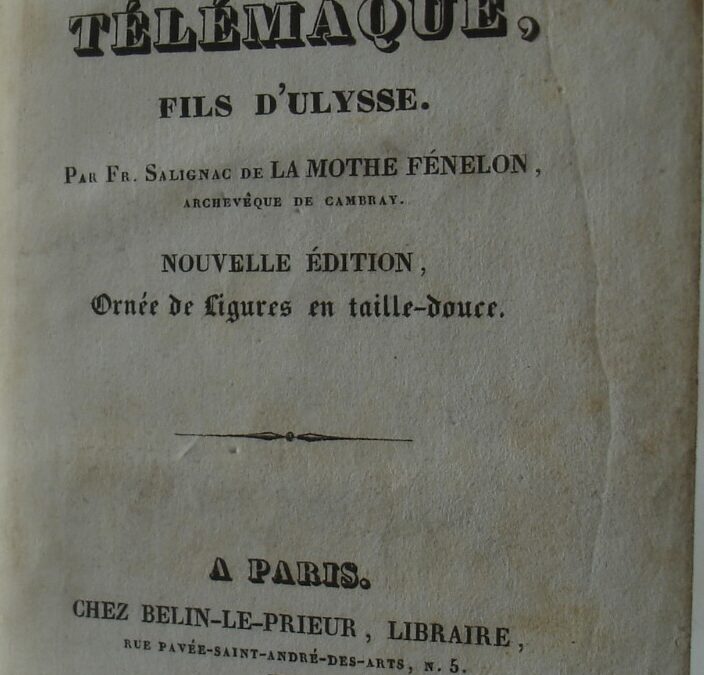 TÉLÉMAQUE,
FILS D'ULYSSE.
PAR FR. SALIGNAC DE LA MOTHE FÉNELON,
ARCHEVÊQUE DE CAMBRAY.
NOUVELLE ÉDITION,
Ornée de Figures en taille-douce.
A PARIS.
CHEZ BELIN-LE-PRIEUR, LIBRAIRE,
RUE PAVÉE-SAINT-ANDRÉ-DES-ARTS, N. 5.